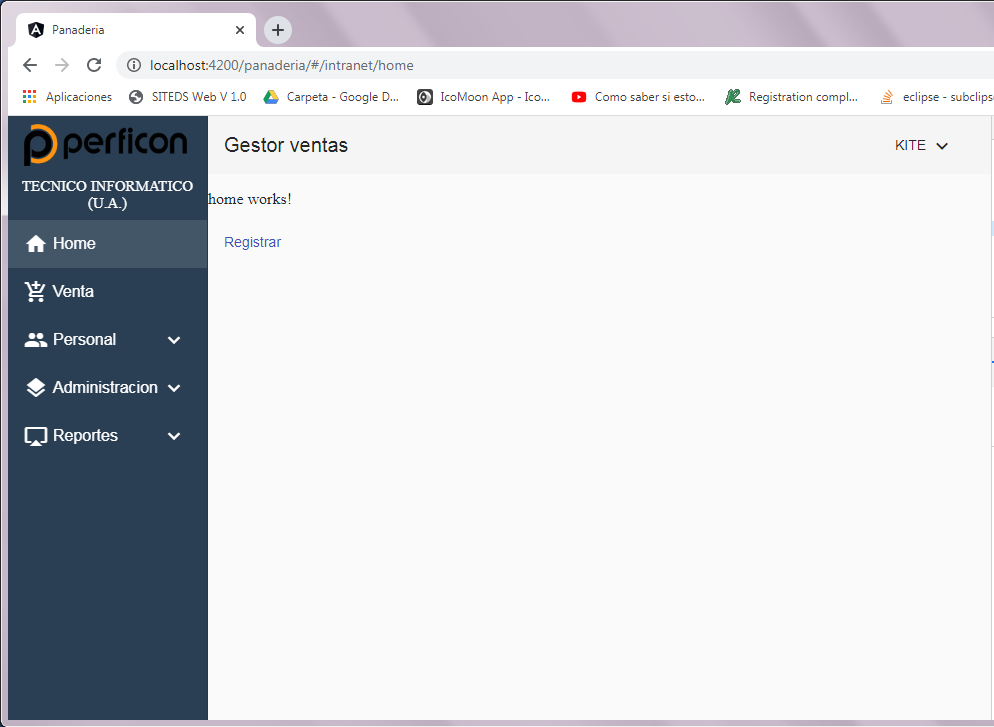 Panaderia
localhost:4200/panaderia/#/intranet/home
Aplicaciones SITEDS Web V 1.0 Carpeta - Google D... IcoMoon App - Ico... Como saber si esto... Registration compl... eclipse - subclips
perficon
TECNICO INFORMATICO
(U.A.)
Gestor ventas
KITE
home works!
Registrar
Home
Venta
Personal
Administracion
Reportes